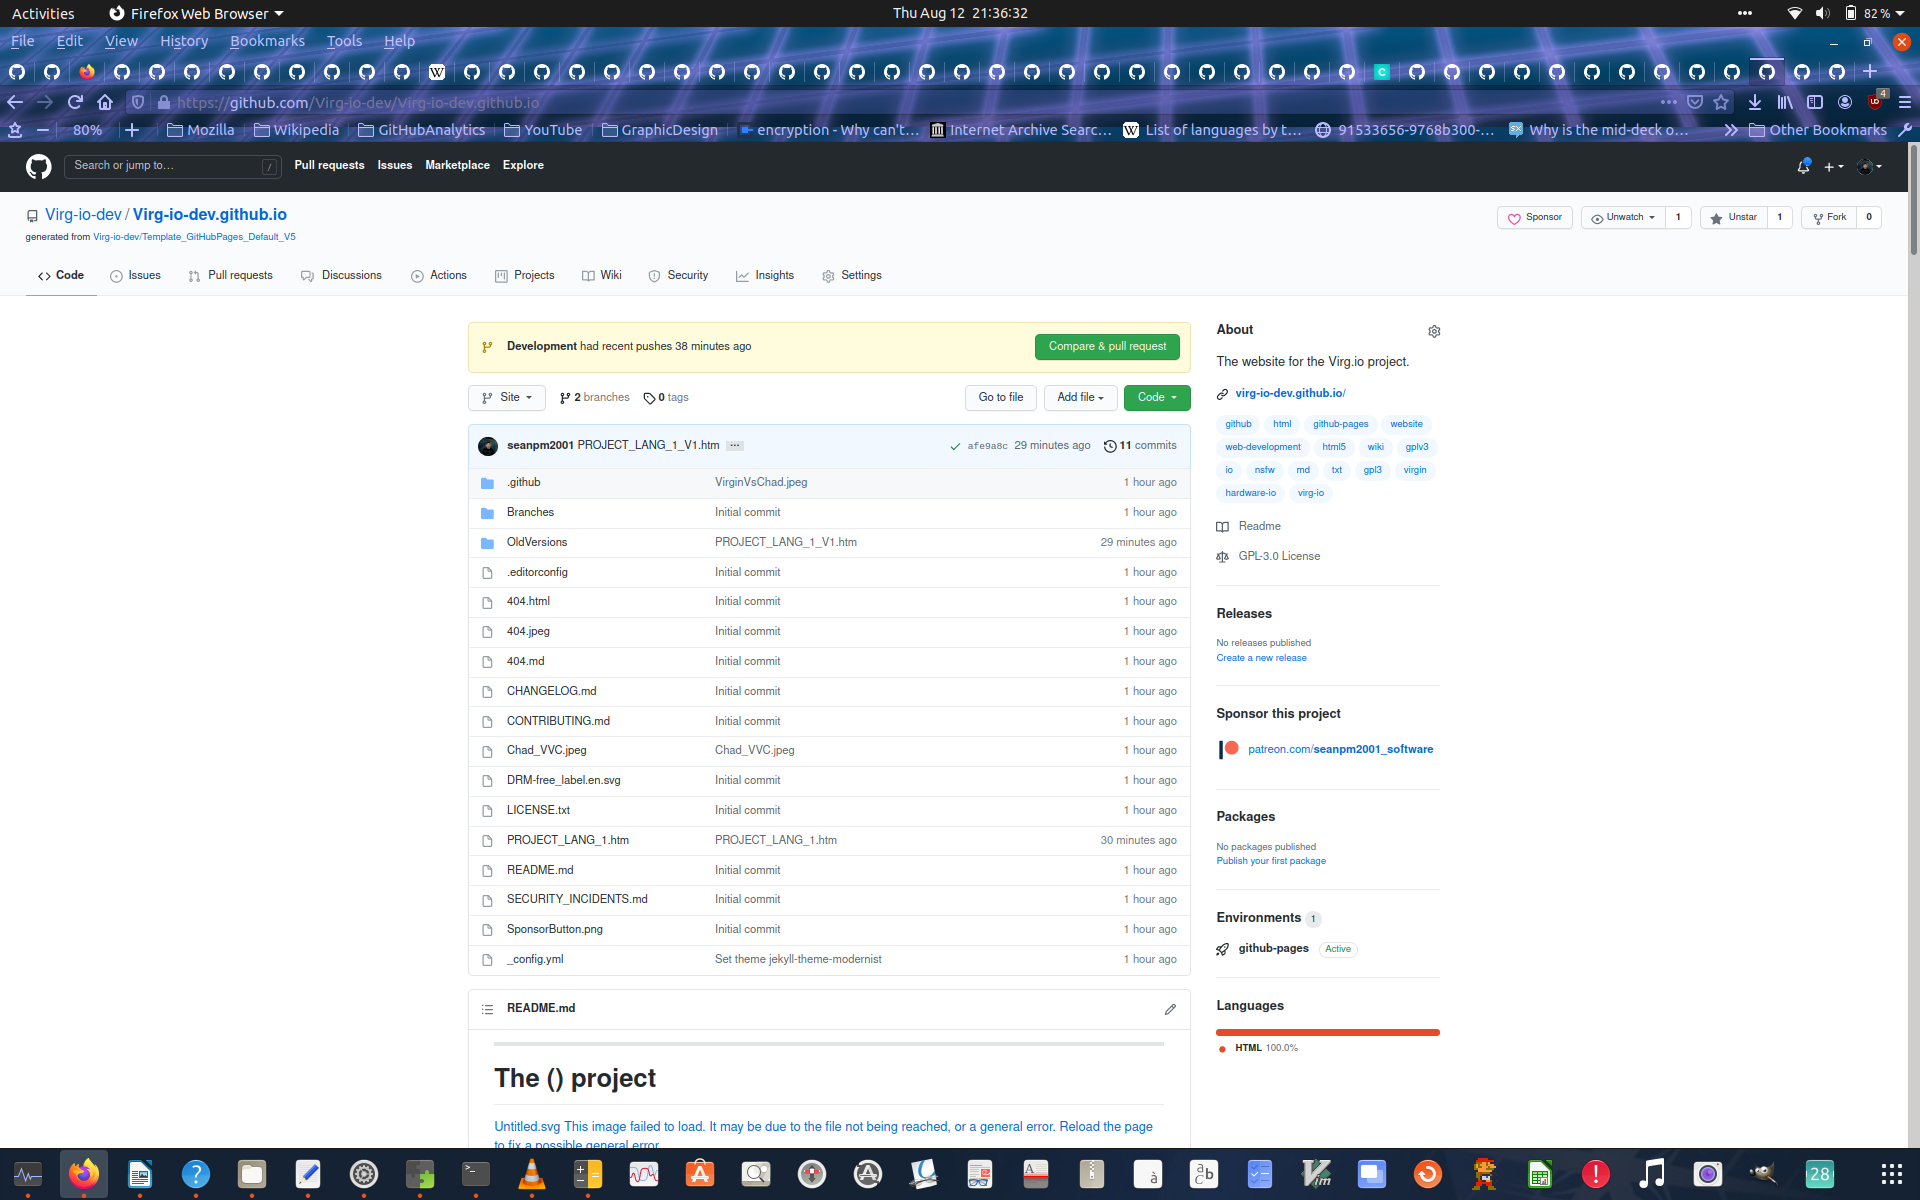 Activities Firefox Web Browser Thu Aug 12 21:36:32 82 %
File Edit View History Bookmarks Tools Help
https://github.com/Virg-io-dev/Virg-io-dev.github.io 4
80% Mozilla Wikipedia GitHubAnalytics YouTube GraphicDesign encryption - Why can't… Internet Archive Searc… List of languages by t… 91533656-9768b300-… Why is the mid-deck o… Other Bookmarks
Search or jump to… / Pull requests Issues Marketplace Explore
Virg-io-dev / Virg-io-dev.github.io Sponsor Unwatch 1 Unstar 1 Fork 0
generated from Virg-io-dev/Template_GitHubPages_Default_V5
Code Issues Pull requests Discussions Actions Projects Wiki Security Insights Settings
Development had recent pushes 38 minutes ago Compare & pull request
Site 2 branches 0 tags Go to file Add file Code
seanpm2001 PROJECT_LANG_1_V1.htm ··· afe9a8c 29 minutes ago 11 commits
.github VirginVsChad.jpeg 1 hour ago
Branches Initial commit 1 hour ago
OldVersions PROJECT_LANG_1_V1.htm 29 minutes ago
.editorconfig Initial commit 1 hour ago
404.html Initial commit 1 hour ago
404.jpeg Initial commit 1 hour ago
404.md Initial commit 1 hour ago
CHANGELOG.md Initial commit 1 hour ago
CONTRIBUTING.md Initial commit 1 hour ago
Chad_VVC.jpeg Chad_VVC.jpeg 1 hour ago
DRM-free_label.en.svg Initial commit 1 hour ago
LICENSE.txt Initial commit 1 hour ago
PROJECT_LANG_1.htm PROJECT_LANG_1.htm 30 minutes ago
README.md Initial commit 1 hour ago
SECURITY_INCIDENTS.md Initial commit 1 hour ago
SponsorButton.png Initial commit 1 hour ago
_config.yml Set theme jekyll-theme-modernist 1 hour ago
README.md
The () project
Untitled.svg This image failed to load. It may be due to the file not being reached, or a general error. Reload the page
to fix a possible general error.
About
The website for the Virg.io project.
virg-io-dev.github.io/
github html github-pages website
web-development html5 wiki gplv3
io nsfw md txt gpl3 virgin
hardware-io virg-io
Readme
GPL-3.0 License
Releases
No releases published
Create a new release
Sponsor this project
patreon.com/seanpm2001_software
Packages
No packages published
Publish your first package
Environments 1
github-pages Active
Languages
HTML 100.0%
28